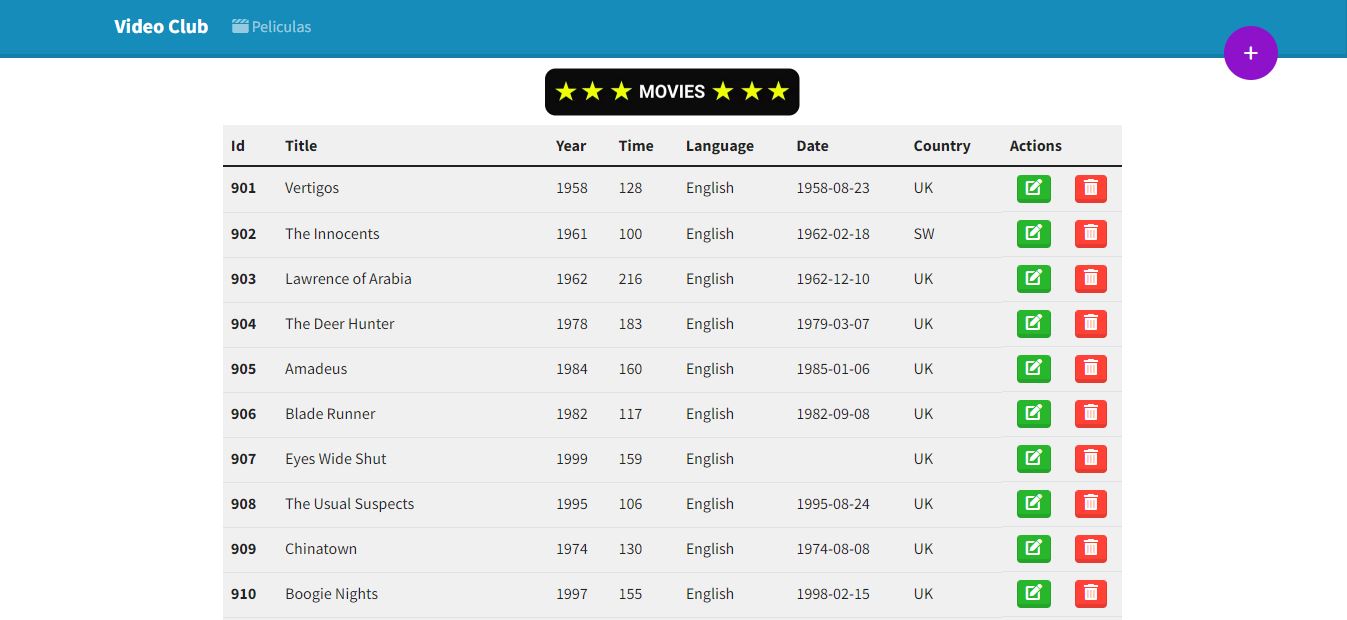 Video Club Peliculas
+
★ ★ ★ MOVIES ★ ★ ★
Id Title Year Time Language Date Country Actions
901 Vertigos 1958 128 English 1958-08-23 UK
902 The Innocents 1961 100 English 1962-02-18 SW
903 Lawrence of Arabia 1962 216 English 1962-12-10 UK
904 The Deer Hunter 1978 183 English 1979-03-07 UK
905 Amadeus 1984 160 English 1985-01-06 UK
906 Blade Runner 1982 117 English 1982-09-08 UK
907 Eyes Wide Shut 1999 159 English UK
908 The Usual Suspects 1995 106 English 1995-08-24 UK
909 Chinatown 1974 130 English 1974-08-08 UK
910 Boogie Nights 1997 155 English 1998-02-15 UK